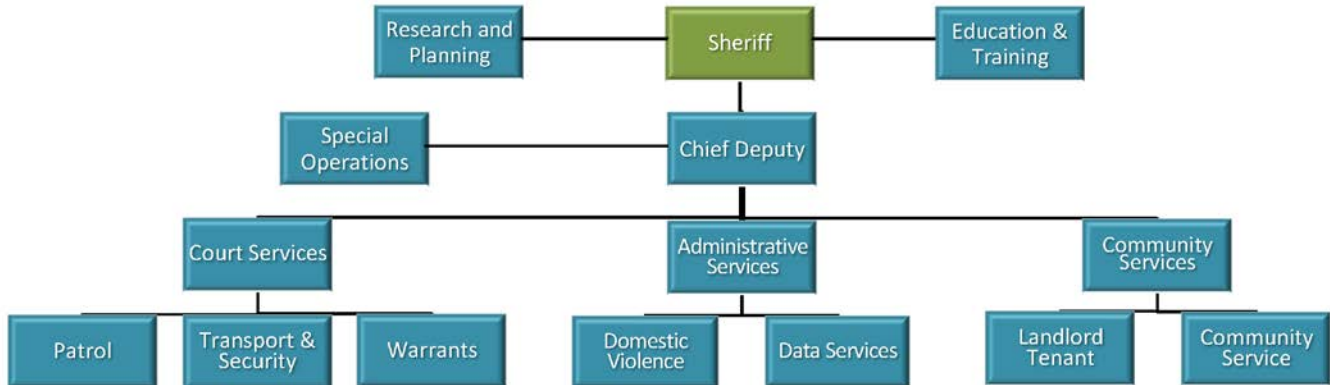 Research and
Planning
Sheriff
Education &
Training
Special
Operations
Chief Deputy
Court Services
Administrative
Services
Community
Services
Patrol
Transport &
Security
Warrants
Domestic
Violence
Data Services
Landlord
Tenant
Community
Service